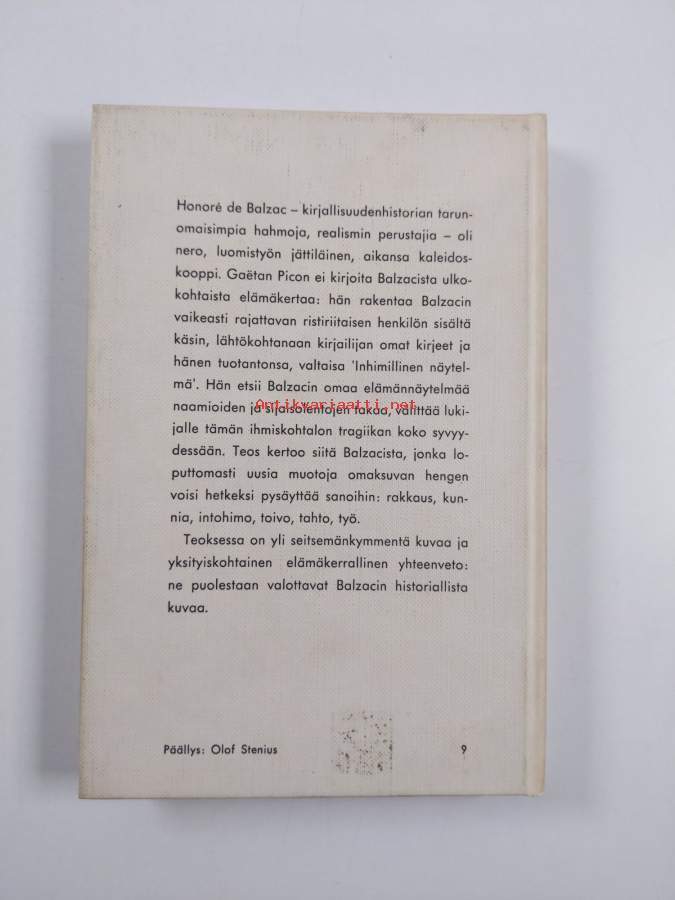 Honoré de Balzac – kirjallisuudenhistorian tarun-
omaisimpia hahmoja, realismin perustajia – oli
nero, luomistyön jättiläinen, aikansa kaleidos-
kooppi. Gaëtan Picon ei kirjoita Balzacista ulko-
kohtaista elämäkertaa: hän rakentaa Balzacin
vaikeasti rajattavan ristiriitaisen henkilön sisältä
käsin, lähtökohtanaan kirjailijan omat kirjeet ja
hänen tuotantonsa, valtaisa 'Inhimillinen näytel-
mä'. Hän etsii Balzacin omaa elämännäytelmää
naamioiden ja sijaisolentojen takaa, välittää luki-
Antikvariaatti.net
jalle tämän ihmiskohtalon tragiikan koko syvyy-
dessään. Teos kertoo siitä Balzacista, jonka lo-
puttomasti uusia muotoja omaksuvan hengen
voisi hetkeksi pysäyttää sanoihin: rakkaus, kun-
nia, intohimo, toivo, tahto, työ.
Teoksessa on yli seitsemänkymmentä kuvaa ja
yksityiskohtainen elämäkerrallinen yhteenveto:
ne puolestaan valottavat Balzacin historiallista
kuvaa.
Päällys: Olof Stenius 9